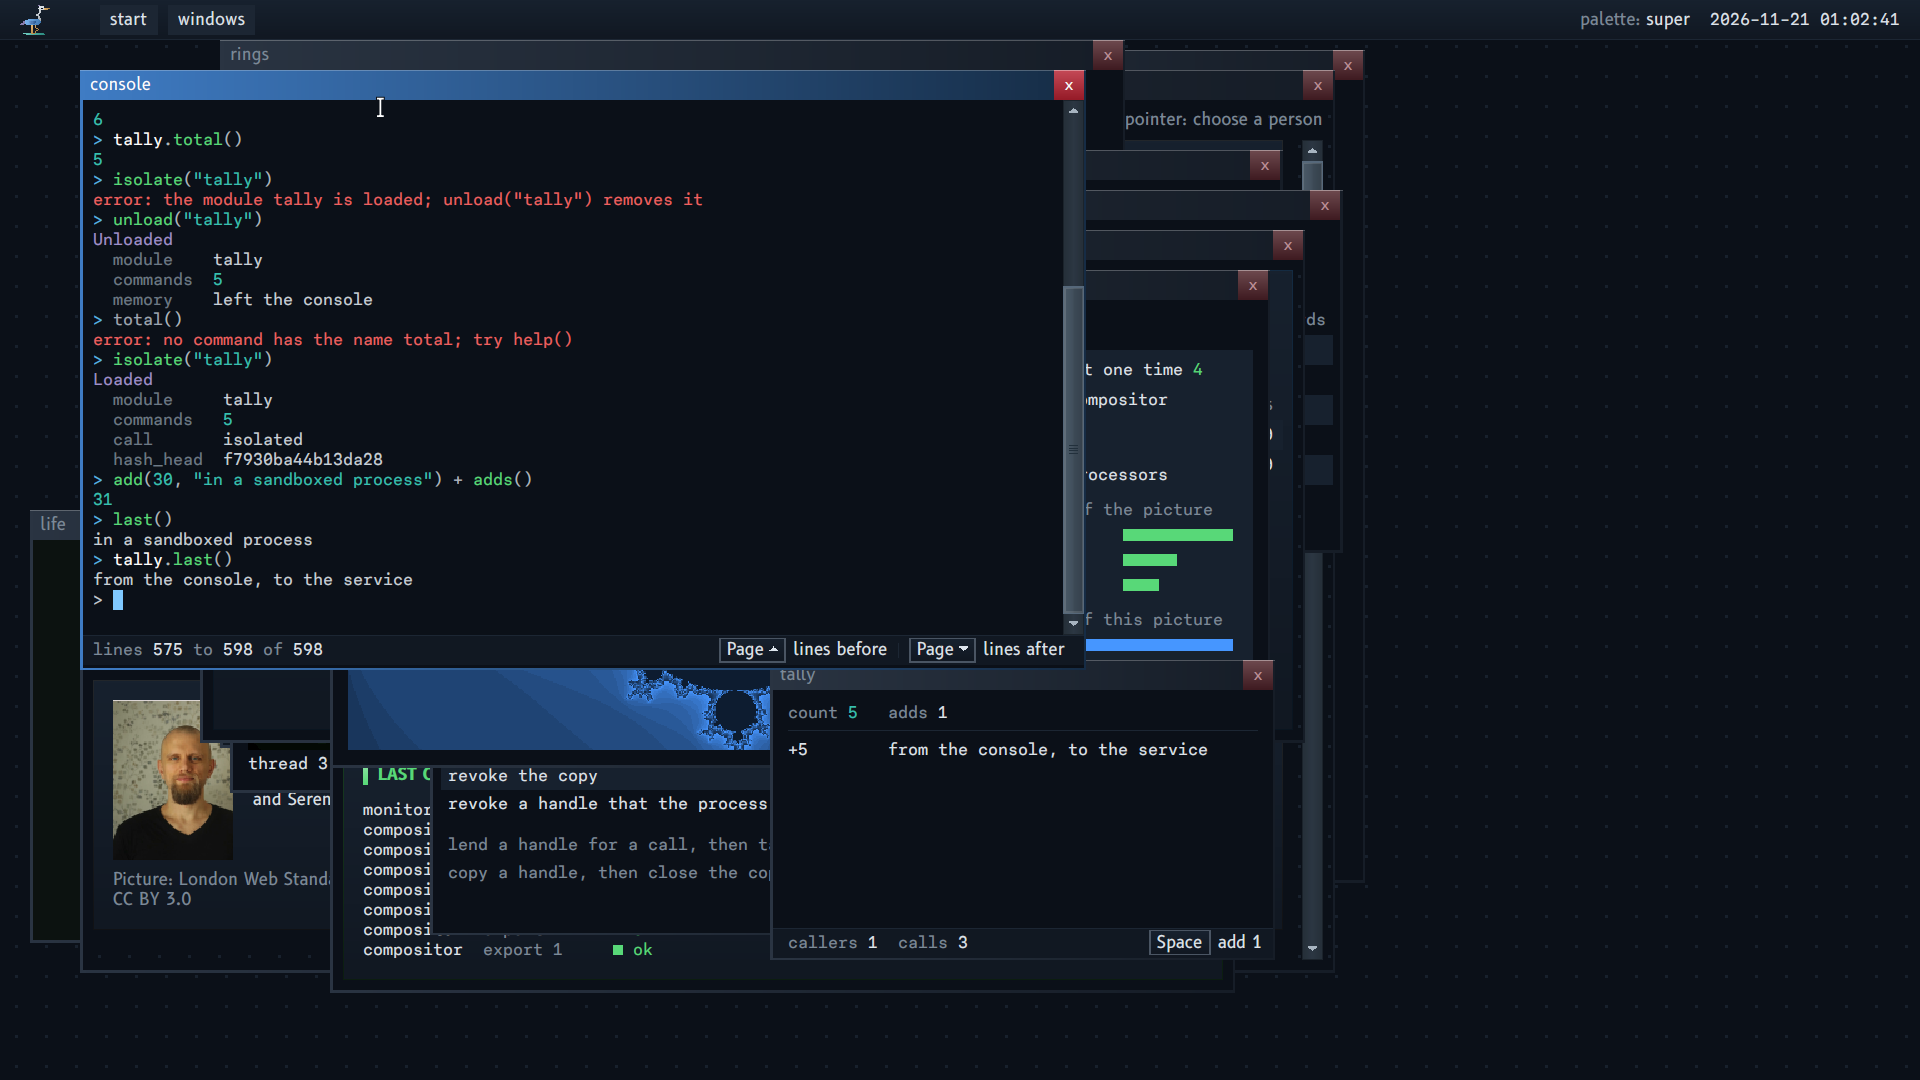 start windows palette: super 2026-11-21 01:02:41
rings x
x
console x
x
pointer: choose a person
6
> tally.total()
5
> isolate("tally")
x
error: the module tally is loaded; unload("tally") removes it
x
> unload("tally")
Unloaded
x
module tally
commands 5
x
memory left the console
> total()
ds
error: no command has the name total; try help()
> isolate("tally")
t one time 4
Loaded
module tally
mpositor
commands 5
call isolated
hash_head f7930ba44b13da28
> add(30, "in a sandboxed process") + adds()
ocessors
31
> last()
f the picture
in a sandboxed process
> tally.last()
from the console, to the service
>
f this picture
life
lines 575 to 598 of 598 Page lines before Page lines after
tally x
count 5 adds 1
+5 from the console, to the service
callers 1 calls 3 Space add 1
thread 3
and Seren
Picture: London Web Standa
CC BY 3.0
LAST
monitor
composi
composi
composi
composi
composi
composi
compositor export 1 ok
revoke the copy
revoke a handle that the process
lend a handle for a call, then t
copy a handle, then close the co